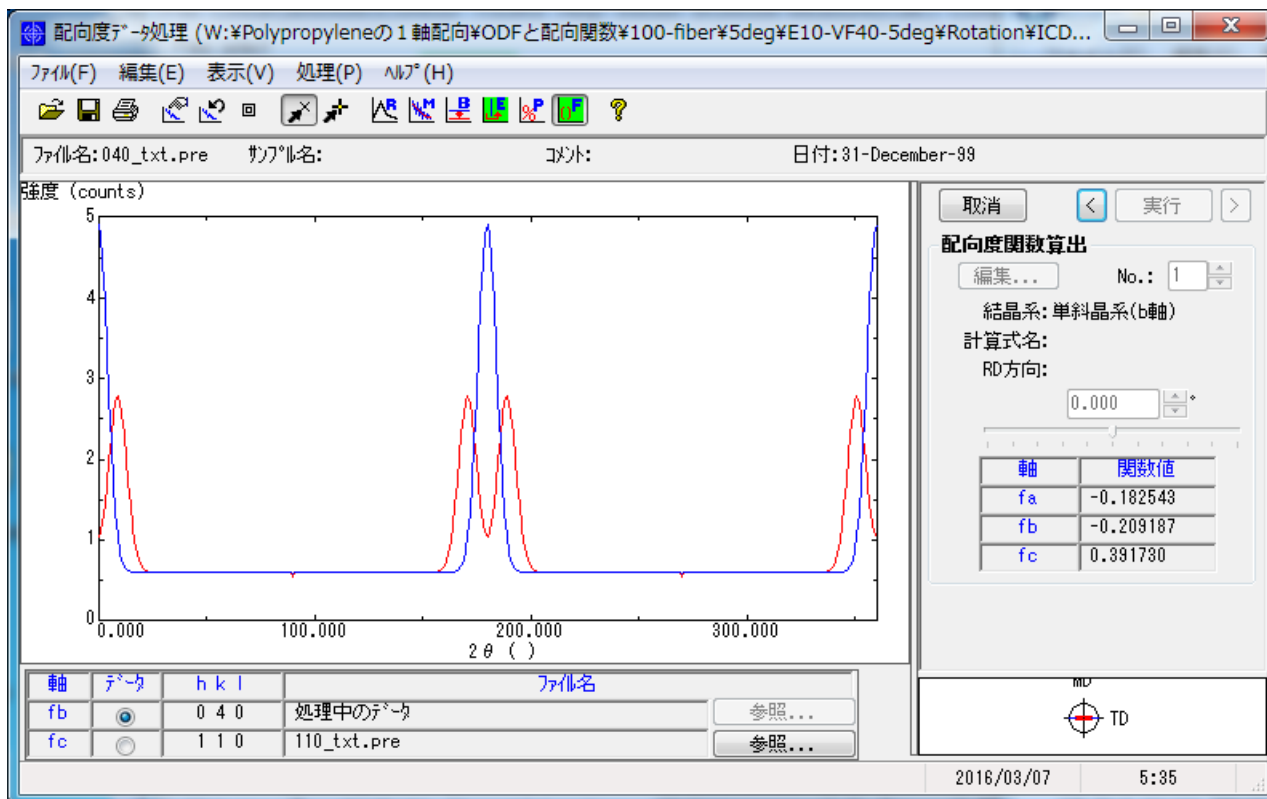 配向度ﾃﾞｰﾀ処理 (W:¥Polypropyleneの１軸配向¥ODFと配向関数¥100-fiber¥5deg¥E10-VF40-5deg¥Rotation¥ICD...
ﾌｧｲﾙ(F) 編集(E) 表示(V) 処理(P) ﾍﾙﾌﾟ(H)
ﾌｧｲﾙ名:040_txt.pre ｻﾝﾌﾟﾙ名: ｺﾒﾝﾄ: 日付:31-December-99
強度 (counts)
5
4
3
2
1
0
0.000 100.000 200.000 300.000
2θ ( )
取消 < 実行 >
配向度関数算出
編集... No.: 1
結晶系:単斜晶系(b軸)
計算式名:
RD方向:
0.000 °
軸 関数値
fa -0.182543
fb -0.209187
fc 0.391730
軸 ﾃﾞｰﾀ h k l ﾌｧｲﾙ名
fb 0 4 0 処理中のﾃﾞｰﾀ 参照...
fc 1 1 0 110_txt.pre 参照...
MD
TD
2016/03/07 5:35